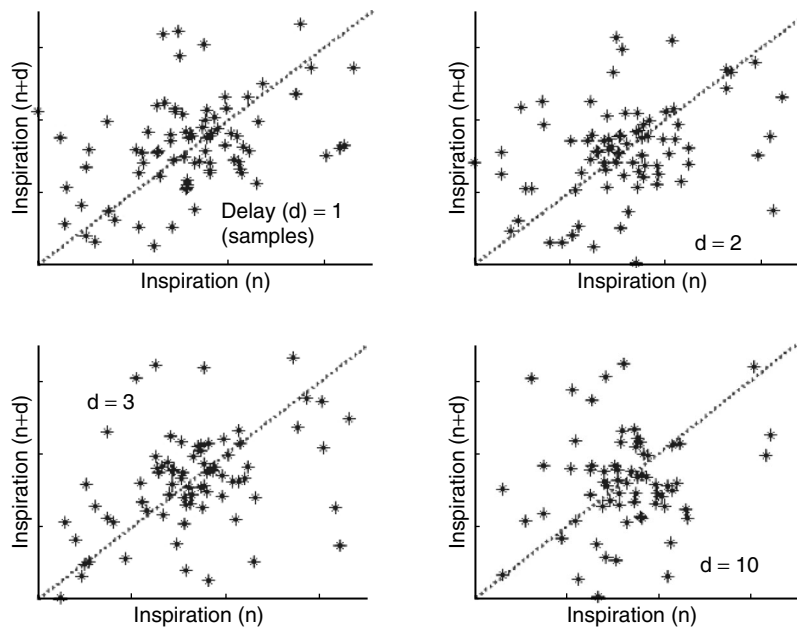 Inspiration (n+d)
Delay (d) = 1
(samples)
Inspiration (n)
Inspiration (n+d)
d = 2
Inspiration (n)
Inspiration (n+d)
d = 3
Inspiration (n)
Inspiration (n+d)
d = 10
Inspiration (n)